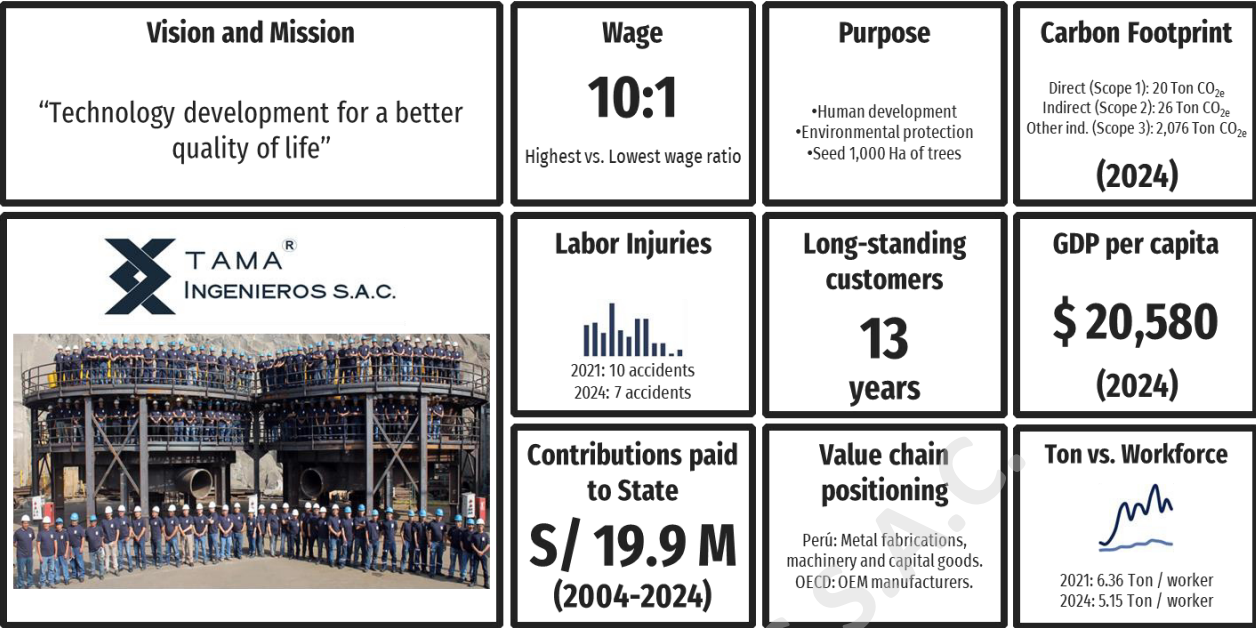 Vision and Mission
“Technology development for a better
quality of life”
Wage
10:1
Highest vs. Lowest wage ratio
Purpose
•Human development
•Environmental protection
•Seed 1,000 Ha of trees
Carbon Footprint
Direct (Scope 1): 20 Ton CO2e
Indirect (Scope 2): 26 Ton CO2e
Other ind. (Scope 3): 2,076 Ton CO2e
(2024)
TAMA®
INGENIEROS S.A.C.
Labor Injuries
2021: 10 accidents
2024: 7 accidents
Long-standing
customers
13
years
GDP per capita
$ 20,580
(2024)
Contributions paid
to State
S/ 19.9 M
(2004-2024)
Value chain
positioning
Perú: Metal fabrications,
machinery and capital goods.
OECD: OEM manufacturers.
Ton vs. Workforce
2021: 6.36 Ton / worker
2024: 5.15 Ton / worker
S.A.C.